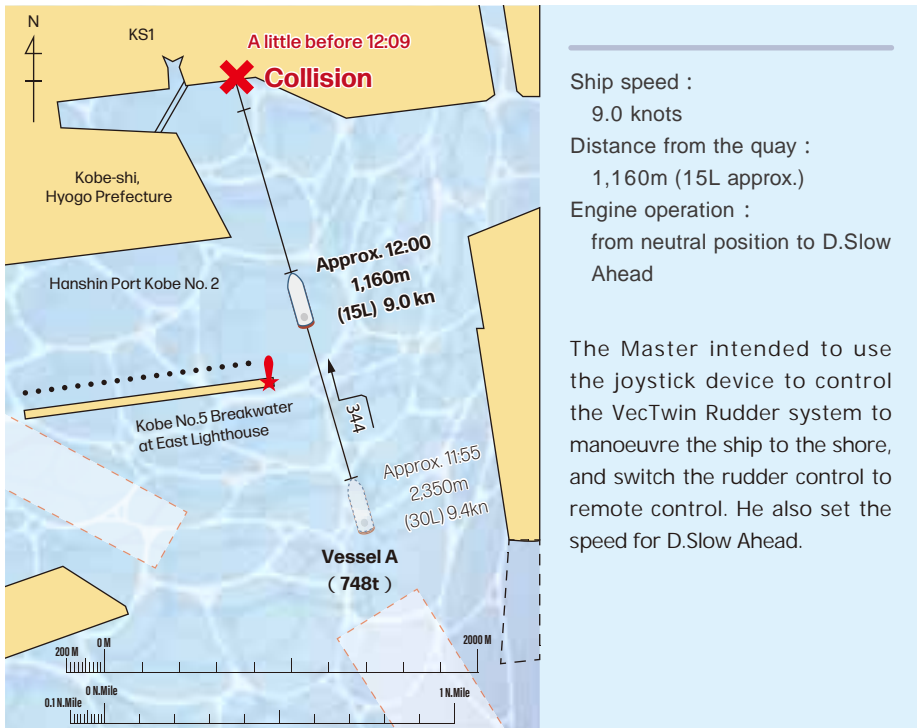 N
KS1
A little before 12:09
Collision
Kobe-shi,
Hyogo Prefecture
Approx. 12:00
1,160m
(15L) 9.0 kn
Hanshin Port Kobe No. 2
Kobe No.5 Breakwater
at East Lighthouse
344
Approx. 11:55
2,350m
(30L) 9.4kn
Vessel A
( 748t )
200 M
0 M
2000 M
0.1 N.Mile
0 N.Mile
1 N.Mile
Ship speed :
9.0 knots
Distance from the quay :
1,160m (15L approx.)
Engine operation :
from neutral position to D.Slow
Ahead
The Master intended to use
the joystick device to control
the VecTwin Rudder system to
manoeuvre the ship to the shore,
and switch the rudder control to
remote control. He also set the
speed for D.Slow Ahead.